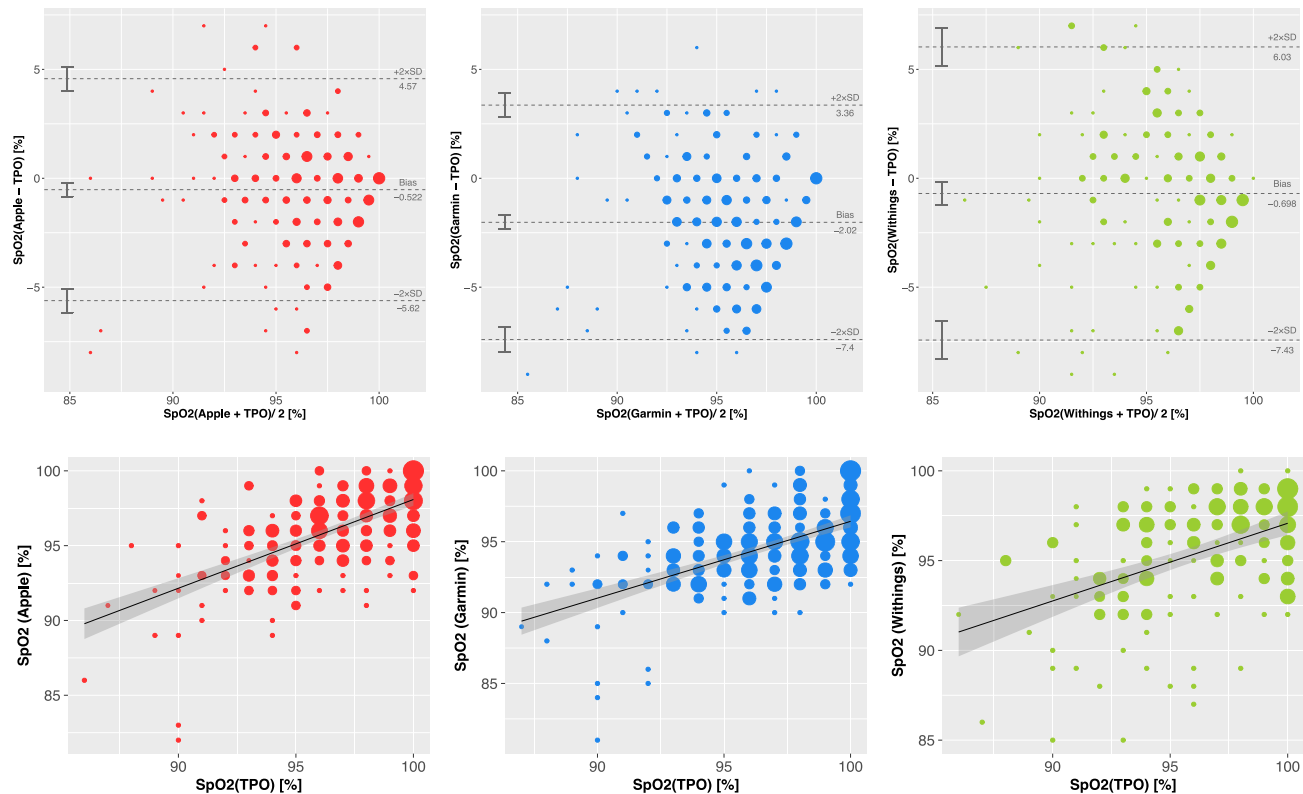 SpO2(Apple − TPO) [%]
5
0
−5
+2×SD
4.57
Bias
−0.522
−2×SD
−5.62
85
90
95
100
SpO2(Apple + TPO)/ 2 [%]
SpO2(Garmin − TPO) [%]
5
0
−5
+2×SD
3.36
Bias
−2.02
−2×SD
−7.4
85
90
95
100
SpO2(Garmin + TPO)/ 2 [%]
SpO2(Withings − TPO) [%]
5
0
−5
+2×SD
6.03
Bias
−0.698
−2×SD
−7.43
85
90
95
100
SpO2(Withings + TPO)/ 2 [%]
SpO2 (Apple) [%]
100
95
90
85
90
95
100
SpO2(TPO) [%]
SpO2 (Garmin) [%]
100
95
90
85
90
95
100
SpO2(TPO) [%]
SpO2 (Withings) [%]
100
95
90
85
90
95
100
SpO2(TPO) [%]